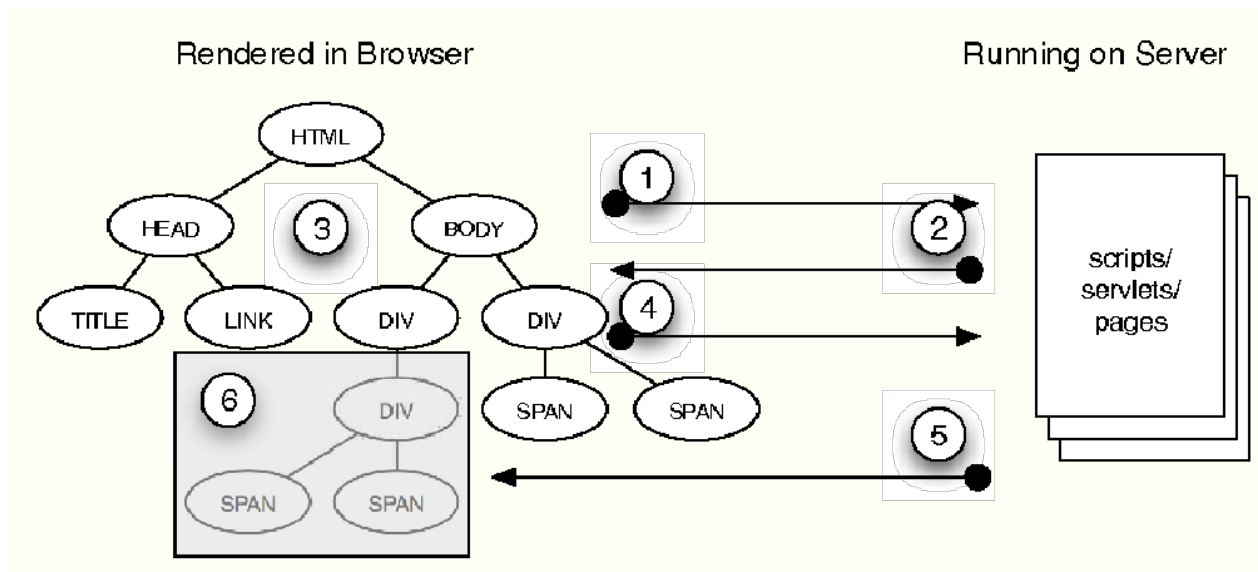 Rendered in Browser
Running on Server
HTML
1
HEAD
3
BODY
2
scripts/
servlets/
pages
TITLE
LINK
DIV
DIV
4
6
DIV
SPAN
SPAN
5
SPAN
SPAN